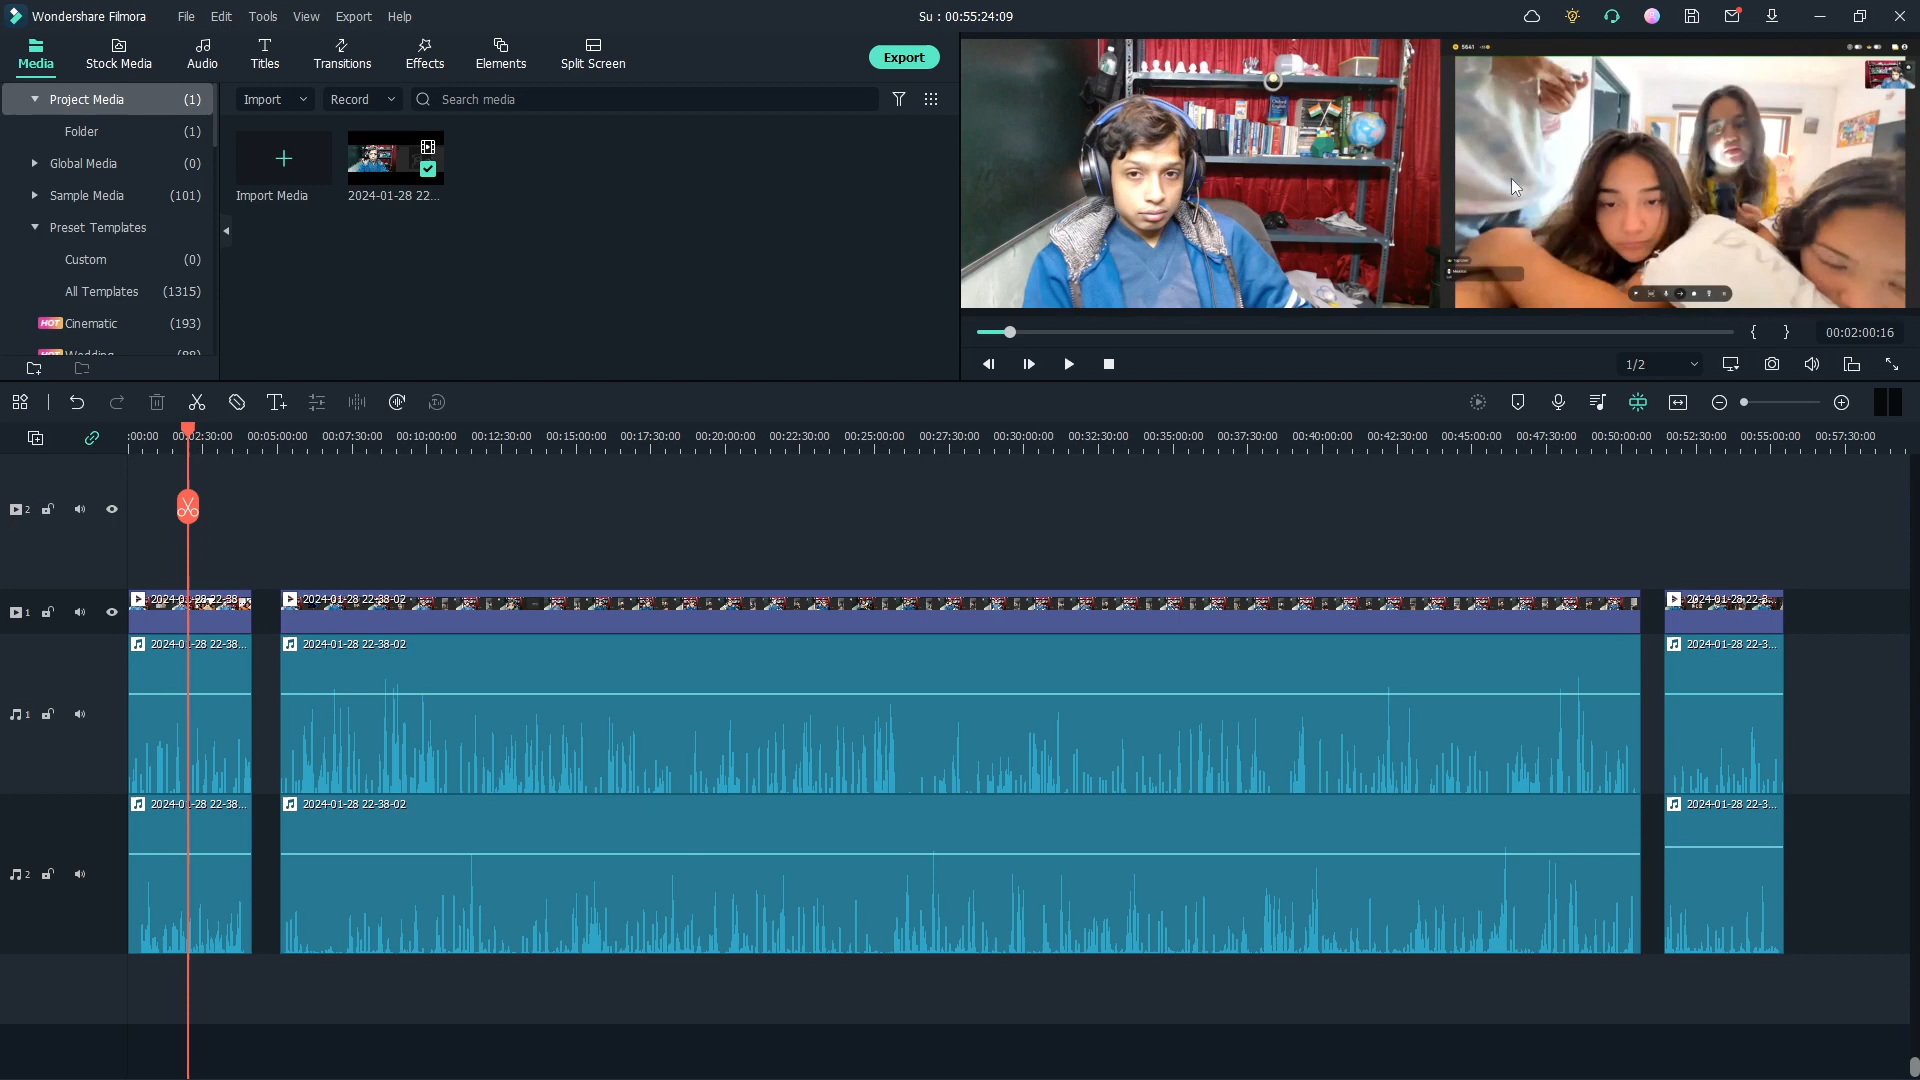 Wondershare Filmora
File
Edit
Tools
View
Export
Help
Su : 00:55:24:09
Media
Stock Media
Audio
Titles
Transitions
Effects
Elements
Split Screen
Export
Project Media (1)
Folder (1)
Global Media (0)
Sample Media (101)
Preset Templates
Custom (0)
All Templates (1315)
HOT Cinematic (193)
HOT Wedding (88)
Import
Record
Search media
Import Media
2024-01-28 22...
5641
00:02:00:16
1/2
:00:00 00:02:30:00 00:05:00:00 00:07:30:00 00:10:00:00 00:12:30:00 00:15:00:00 00:17:30:00 00:20:00:00 00:22:30:00 00:25:00:00 00:27:30:00 00:30:00:00 00:32:30:00 00:35:00:00 00:37:30:00 00:40:00:00 00:42:30:00 00:45:00:00 00:47:30:00 00:50:00:00 00:52:30:00 00:55:00:00 00:57:30:00
2
1
2024-01-28 22-38...
2024-01-28 22-38-02
2024-01-28 22-3...
1
2024-01-28 22-38...
2024-01-28 22-38-02
2024-01-28 22-3...
2
2024-01-28 22-38...
2024-01-28 22-38-02
2024-01-28 22-3...